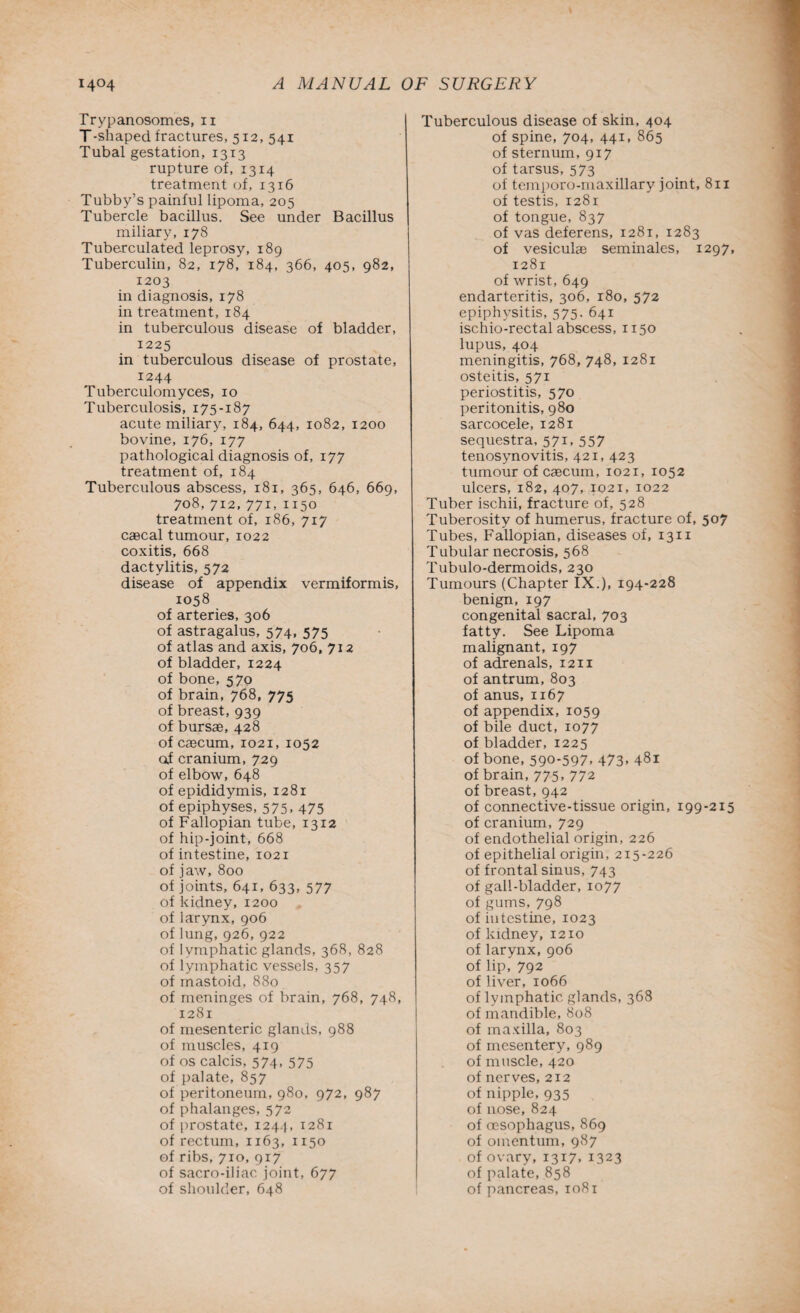 1404
A MANUAL OF SURGERY
Trypanosomes, 11
T-shaped fractures, 512, 541
Tubal gestation, 1313
rupture of, 1314
treatment of, 1316
Tubby's painful lipoma, 205
Tubercle bacillus. See under Bacillus
miliary, 178
Tuberculated leprosy, 189
Tuberculin, 82, 178, 184, 366, 405, 982,
1203
in diagnosis, 178
in treatment, 184
in tuberculous disease of bladder,
1225
in tuberculous disease of prostate,
1244
Tuberculomyces, 10
Tuberculosis, 175-187
acute miliary, 184, 644, 1082, 1200
bovine, 176, 177
pathological diagnosis of, 177
treatment of, 184
Tuberculous abscess, 181, 365, 646, 669,
708, 712, 771, 1150
treatment of, 186, 717
cæcal tumour, 1022
coxitis, 668
dactylitis, 572
disease of appendix vermiformis,
1058
of arteries, 306
of astragalus, 574, 575
of atlas and axis, 706, 712
of bladder, 1224
of bone, 570
of brain, 768, 775
of breast, 939
of bursæ, 428
of cæcum, 1021, 1052
of cranium, 729
of elbow, 648
of epididymis, 1281
of epiphyses, 575, 475
of Fallopian tube, 1312
of hip-joint, 668
of intestine, 1021
of jaw, 800
of joints, 641, 633, 577
of kidney, 1200
of larynx, 906
of lung, 926, 922
of lymphatic glands, 368, 828
of lymphatic vessels, 357
of mastoid, 880
of meninges of brain, 768, 748,
1281
of mesenteric glands, 988
of muscles, 419
of os calcis, 574, 575
of palate, 857
of peritoneum, 980, 972, 987
of phalanges, 572
of prostate, 1244, 1281
of rectum, 1163, 1150
of ribs, 710, 917
of sacro-iliac joint, 677
of shoulder, 648
Tuberculous disease of skin, 404
of spine, 704, 441, 865
of sternum, 917
of tarsus, 573
of temporo-maxillary joint, 811
of testis, 1281
of tongue, 837
of vas deferens, 1281, 1283
of vesiculæ seminales, 1297,
1281
of wrist, 649
endarteritis, 306, 180, 572
epiphysitis, 575. 641
ischio-rectal abscess, 1150
lupus, 404
meningitis, 768, 748, 1281
osteitis, 571
periostitis, 570
peritonitis, 980
sarcocele, 1281
sequestra, 571, 557
tenosynovitis, 421, 423
tumour of cæcum, 1021, 1052
ulcers, 182, 407, 1021, 1022
Tuber ischii, fracture of, 528
Tuberosity of humerus, fracture of, 507
Tubes, Fallopian, diseases of, 1311
Tubular necrosis, 568
Tubulo-dermoids, 230
Tumours (Chapter IX.), 194-228
benign, 197
congenital sacral, 703
fatty. See Lipoma
malignant, 197
of adrenals, 1211
of antrum, 803
of anus, 1167
of appendix, 1059
of bile duct, 1077
of bladder, 1225
of bone, 590-597, 473, 481
of brain, 775, 772
of breast, 942
of connective-tissue origin, 199-215
of cranium, 729
of endothelial origin, 226
of epithelial origin, 215-226
of frontal sinus, 743
of gall-bladder, 1077
of gums, 798
of intestine, 1023
of kidney, 1210
of larynx, 906
of lip, 792
of liver, 1066
of lymphatic glands, 368
of mandible, 808
of maxilla, 803
of mesentery, 989
of muscle, 420
of nerves, 212
of nipple, 935
of nose, 824
of œsophagus, 869
of omentum, 987
of ovary, 1317, 1323
of palate, 858
of pancreas, 1081